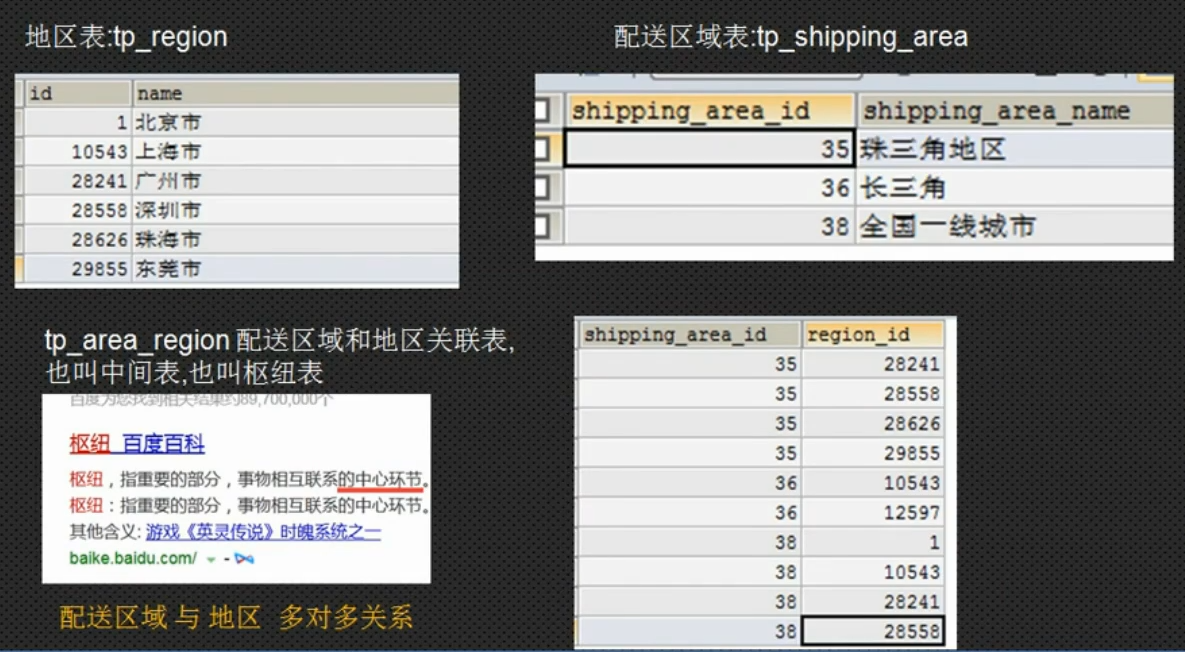 地区表:tp_region
id name
1 北京市
10543 上海市
28241 广州市
28558 深圳市
28626 珠海市
29855 东莞市
配送区域表:tp_shipping_area
shipping_area_id shipping_area_name
35 珠三角地区
36 长三角
38 全国一线城市
tp_area_region 配送区域和地区关联表,
也叫中间表,也叫枢纽表
百度为您找到相关结果约89,700,000个
枢纽_百度百科
枢纽，指重要的部分，事物相互联系的中心环节。
枢纽：指重要的部分，事物相互联系的中心环节。
其他含义: 游戏《英灵传说》时魄系统之一
baike.baidu.com/ -
配送区域 与 地区 多对多关系
shipping_area_id region_id
35 28241
35 28558
35 28626
35 29855
36 10543
36 12597
38 1
38 10543
38 28241
38 28558